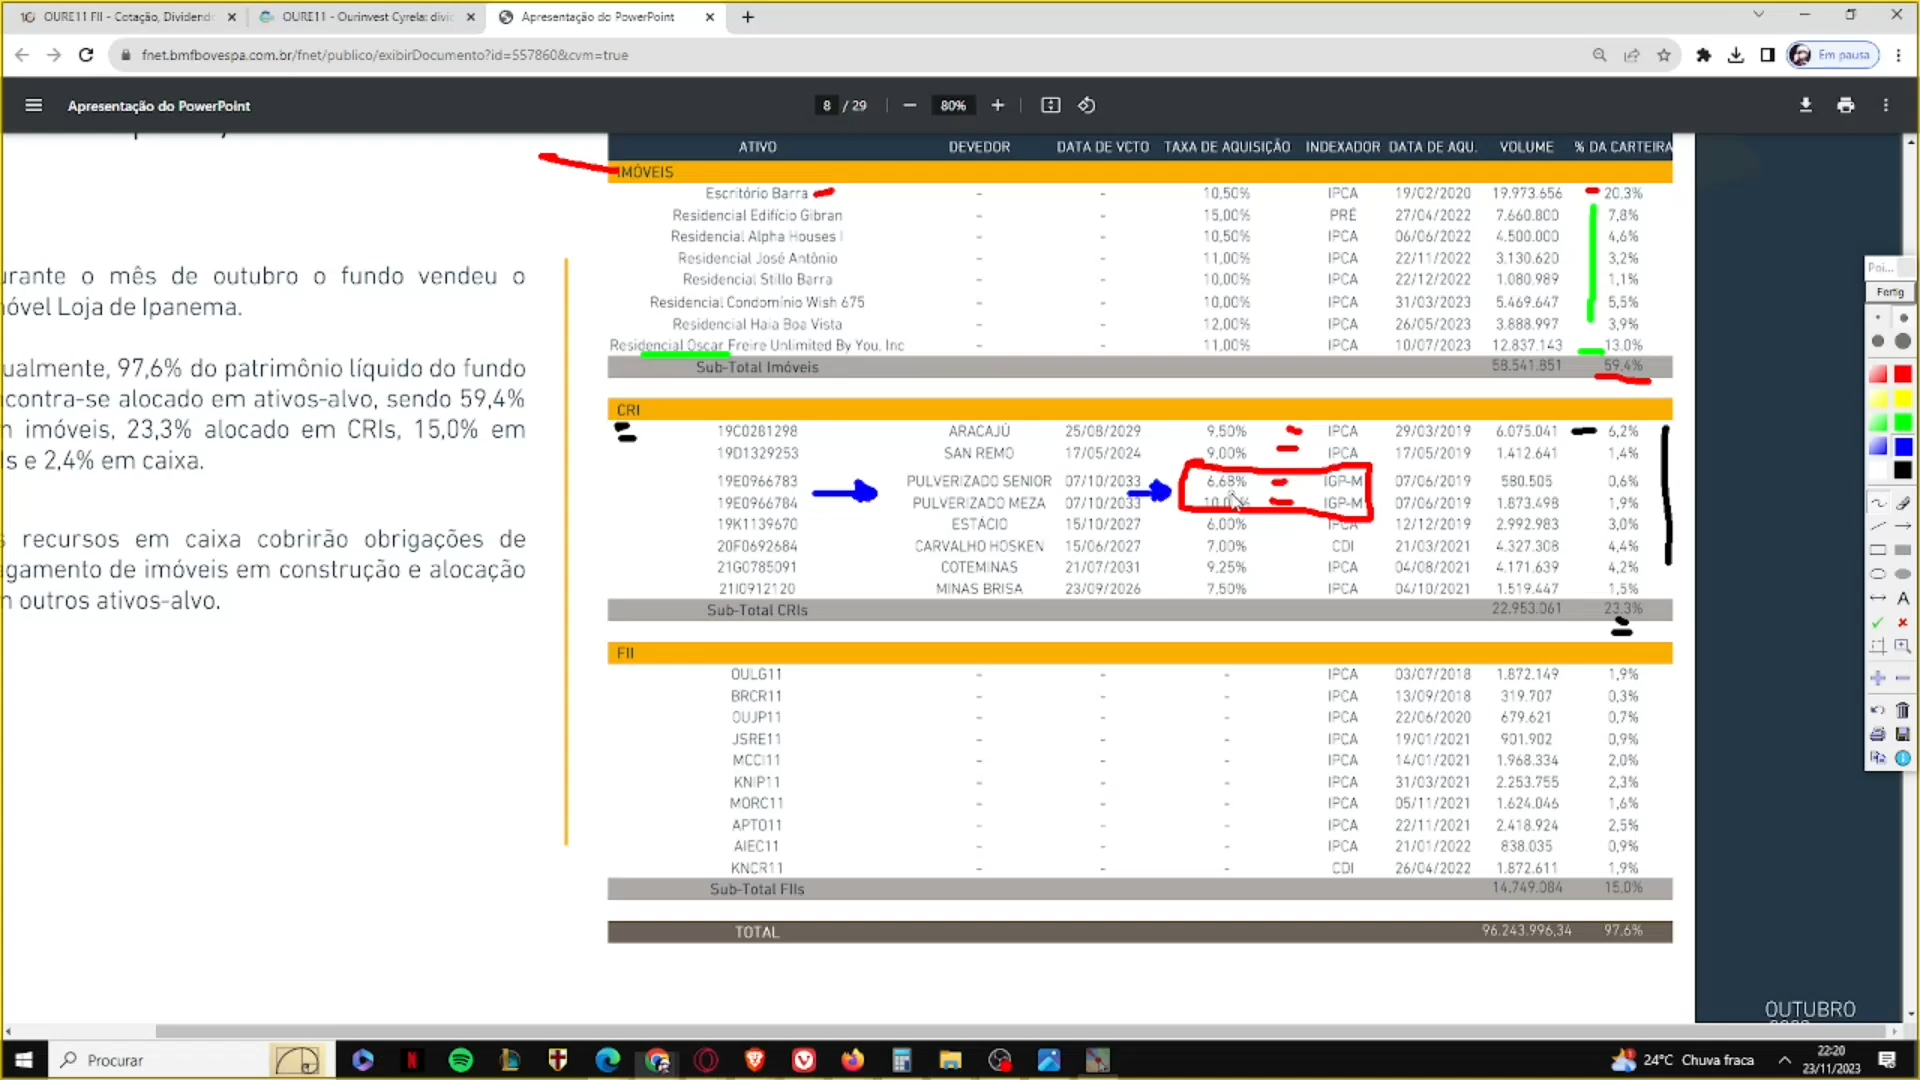 OURE11 FII - Cotação, Dividend
OURE11 - Ourinvest Cyrela: divi
Apresentação do PowerPoint
fnet.bmfbovespa.com.br/fnet/publico/exibirDocumento?id=557860&cvm=true
Em pausa
Apresentação do PowerPoint
8 / 29
80%
ATIVO DEVEDOR DATA DE VCTO TAXA DE AQUISIÇÃO INDEXADOR DATA DE AQU. VOLUME % DA CARTEIRA
IMÓVEIS
Escritório Barra - - 10,50% IPCA 19/02/2020 19.973.656 20,3%
Residencial Edifício Gibran - - 15,00% PRÉ 27/04/2022 7.660.800 7,8%
Residencial Alpha Houses I - - 10,50% IPCA 06/06/2022 4.500.000 4,6%
Residencial José Antônio - - 11,00% IPCA 22/11/2022 3.130.620 3,2%
Residencial Stillo Barra - - 10,00% IPCA 22/12/2022 1.080.989 1,1%
Residencial Condomínio Wish 675 - - 10,00% IPCA 31/03/2023 5.469.647 5,5%
Residencial Haia Boa Vista - - 12,00% IPCA 26/05/2023 3.888.997 3,9%
Residencial Oscar Freire Unlimited By You, Inc - - 11,00% IPCA 10/07/2023 12.837.143 13,0%
Sub-Total Imóveis 58.541.851 59,4%
urante o mês de outubro o fundo vendeu o
óvel Loja de Ipanema.
ualmente, 97,6% do patrimônio líquido do fundo
contra-se alocado em ativos-alvo, sendo 59,4%
n imóveis, 23,3% alocado em CRIs, 15,0% em
Is e 2,4% em caixa.
s recursos em caixa cobrirão obrigações de
agamento de imóveis em construção e alocação
n outros ativos-alvo.
CRI
19C0281298 ARACAJÚ 25/08/2029 9,50% IPCA 29/03/2019 6.075.041 6,2%
19D1329253 SAN REMO 17/05/2024 9,00% IPCA 17/05/2019 1.412.641 1,4%
19E0966783 PULVERIZADO SENIOR 07/10/2033 6,68% IGP-M 07/06/2019 580.505 0,6%
19E0966784 PULVERIZADO MEZA 07/10/2033 IGP-M 07/06/2019 1.873.498 1,9%
19K1139670 ESTÁCIO 15/10/2027 6,00% IPCA 12/12/2019 2.992.983 3,0%
20F0692684 CARVALHO HOSKEN 15/06/2027 7,00% CDI 21/03/2021 4.327.308 4,4%
21G0785091 COTEMINAS 21/07/2031 9,25% IPCA 04/08/2021 4.171.639 4,2%
21I0912120 MINAS BRISA 23/09/2026 7,50% IPCA 04/10/2021 1.519.447 1,5%
Sub-Total CRIs 22.953.061 23,3%
FII
OULG11 - - - IPCA 03/07/2018 1.872.149 1,9%
BRCR11 - - - IPCA 13/09/2018 319.707 0,3%
OUJP11 - - - IPCA 22/06/2020 679.621 0,7%
JSRE11 - - - IPCA 19/01/2021 901.902 0,9%
MCCI11 - - - IPCA 14/01/2021 1.968.334 2,0%
KNIP11 - - - IPCA 31/03/2021 2.253.755 2,3%
MORC11 - - - IPCA 05/11/2021 1.624.046 1,6%
APTO11 - - - IPCA 22/11/2021 2.418.924 2,5%
AIEC11 - - - IPCA 21/01/2022 838.035 0,9%
KNCR11 - - - CDI 26/04/2022 1.872.611 1,9%
Sub-Total FIIs 14.749.084 15,0%
TOTAL 96.243.996,34 97,6%
OUTUBRO
Poi...
Fertig
A
Procurar
24°C Chuva fraca
22:20
23/11/2023